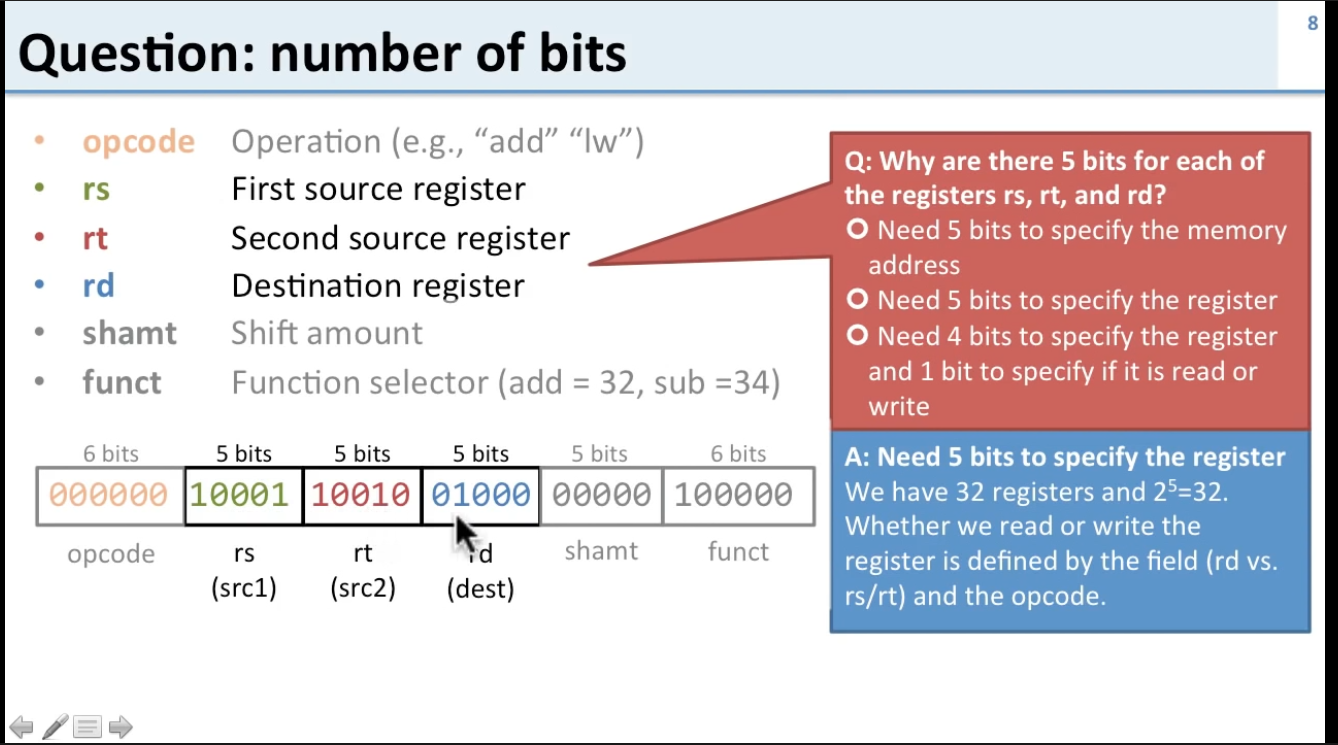 8
Question: number of bits
• opcode Operation (e.g., “add” “lw”)
• rs First source register
• rt Second source register
• rd Destination register
• shamt Shift amount
• funct Function selector (add = 32, sub =34)
6 bits 5 bits 5 bits 5 bits 5 bits 6 bits
000000 10001 10010 01000 00000 100000
opcode rs rt rd shamt funct
(src1) (src2) (dest)
Q: Why are there 5 bits for each of
the registers rs, rt, and rd?
Need 5 bits to specify the memory
address
Need 5 bits to specify the register
Need 4 bits to specify the register
and 1 bit to specify if it is read or
write
A: Need 5 bits to specify the register
We have 32 registers and 2⁵=32.
Whether we read or write the
register is defined by the field (rd vs.
rs/rt) and the opcode.